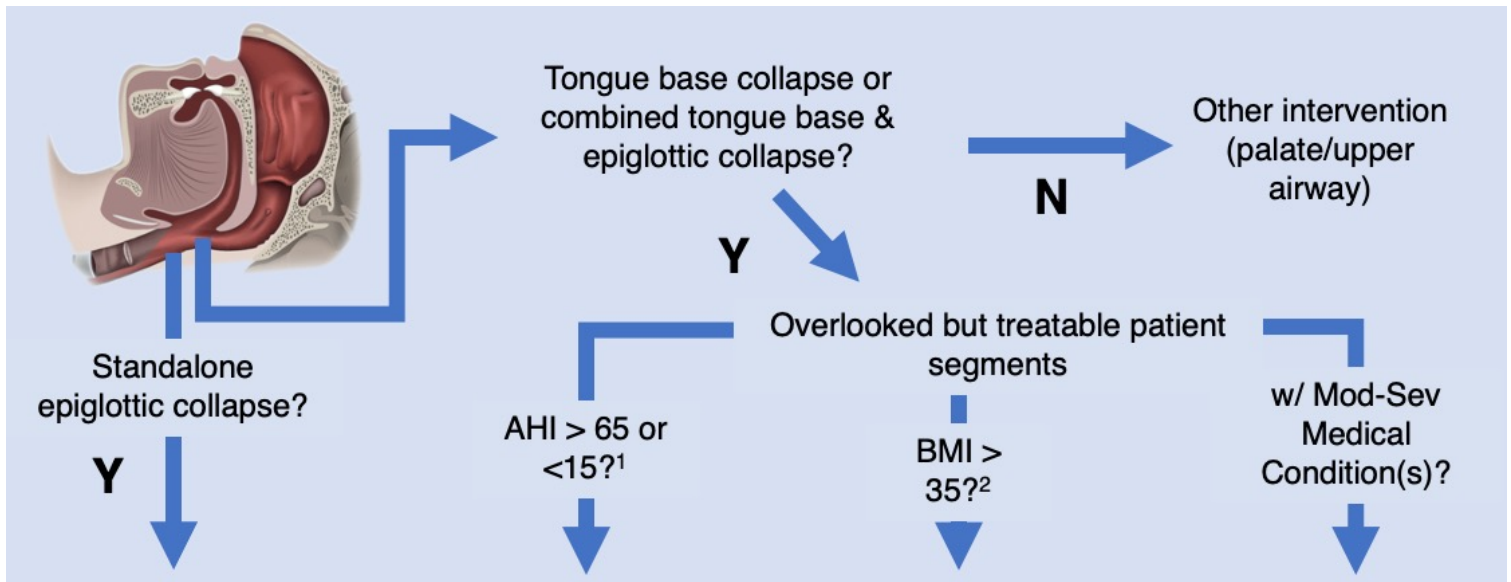 Tongue base collapse or
combined tongue base &
epiglottic collapse?
Other intervention
(palate/upper
airway)
N
Y
Overlooked but treatable patient
segments
Standalone
epiglottic collapse?
Y
AHI > 65 or
<15?¹
BMI >
35?²
w/ Mod-Sev
Medical
Condition(s)?